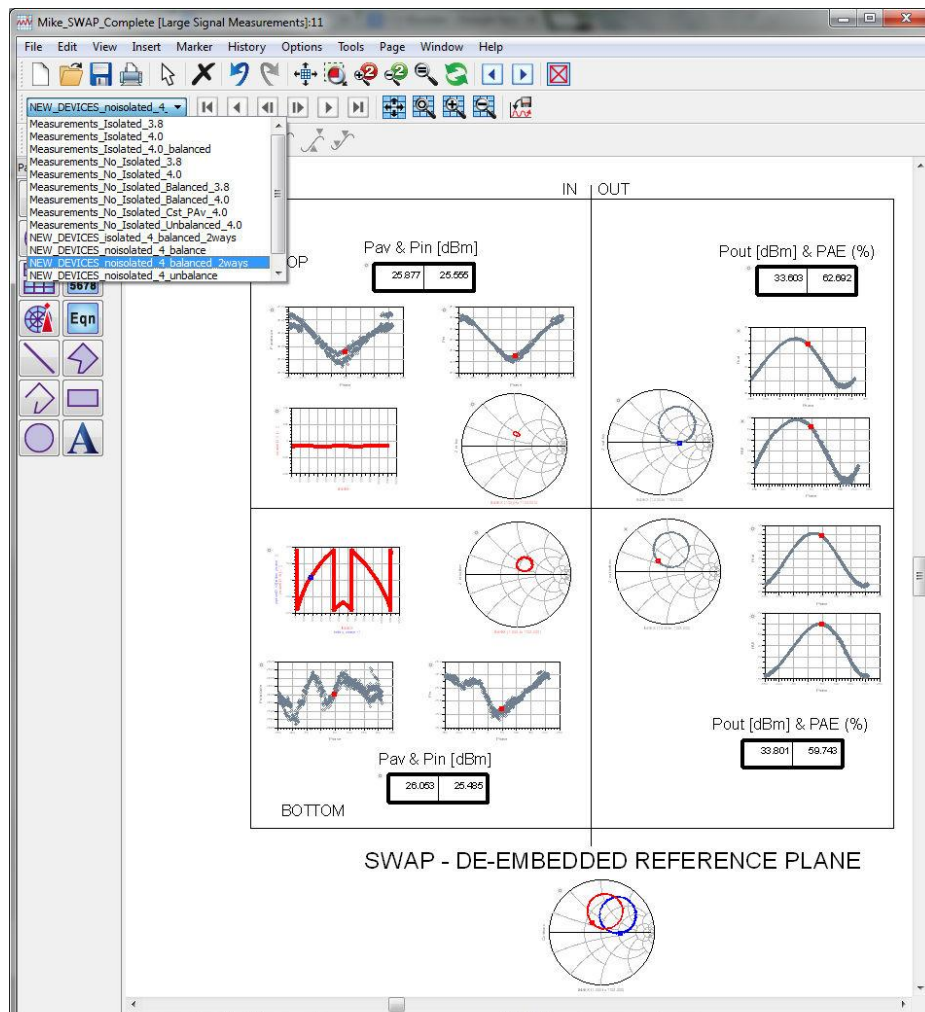 Mike_SWAP_Complete [Large Signal Measurements]:11
File Edit View Insert Marker History Options Tools Page Window Help
NEW_DEVICES_noisolated_4_
Measurements_Isolated_3.8
Measurements_Isolated_4.0
Measurements_Isolated_4.0_balanced
Measurements_No_Isolated_3.8
Measurements_No_Isolated_4.0
Measurements_No_Isolated_Balanced_3.8
Measurements_No_Isolated_Balanced_4.0
Measurements_No_Isolated_Cst_PAv_4.0
Measurements_No_Isolated_Unbalanced_4.0
NEW_DEVICES_isolated_4_balanced_2ways
NEW_DEVICES_noisolated_4_balance
NEW_DEVICES_noisolated_4_balanced_2ways
NEW_DEVICES_noisolated_4_unbalance
Pa
5678
Eqn
A
IN OUT
OP
Pav & Pin [dBm]
25.877 25.555
Pout [dBm] & PAE (%)
33.603 62.692
Pout [dBm] & PAE (%)
33.801 59.743
Pav & Pin [dBm]
26.053 25.485
BOTTOM
SWAP - DE-EMBEDDED REFERENCE PLANE